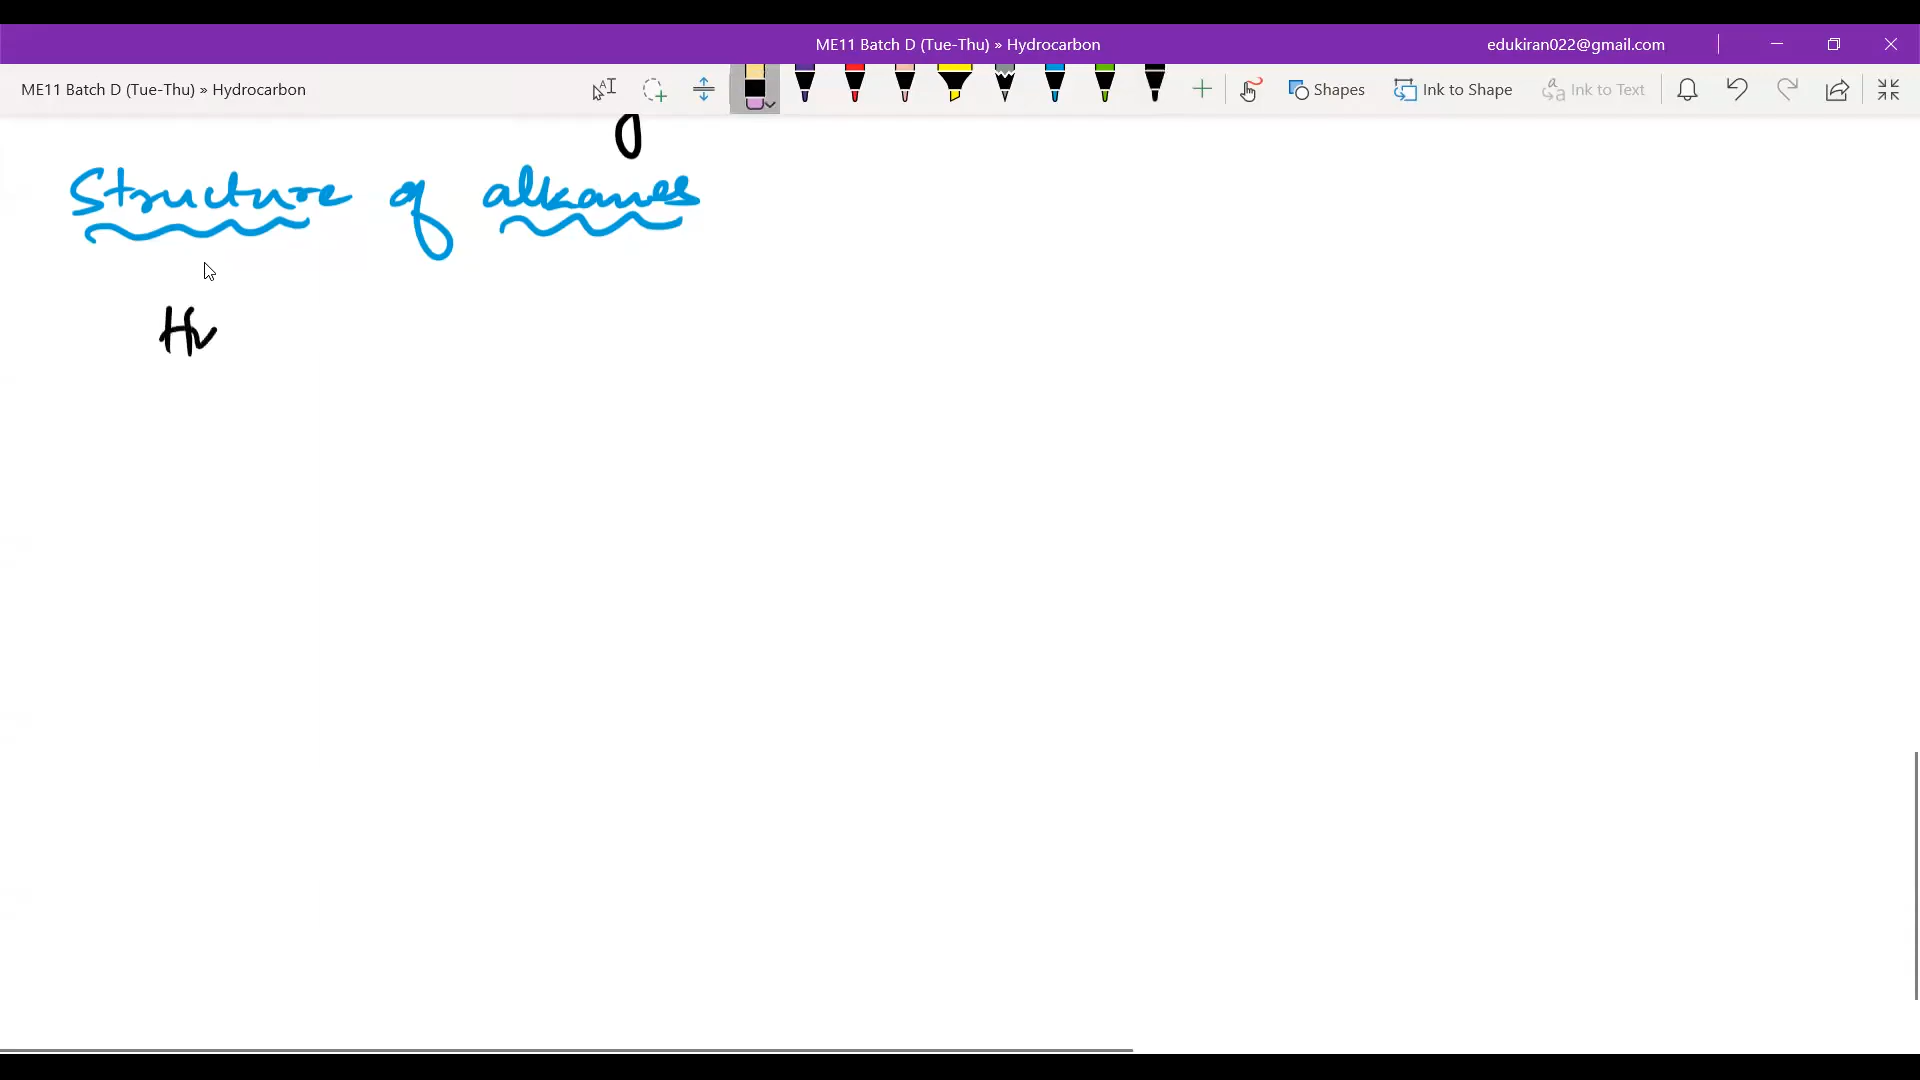 ME11 Batch D (Tue-Thu) » Hydrocarbon
edukiran022@gmail.com
ME11 Batch D (Tue-Thu) » Hydrocarbon
Shapes
Ink to Shape
Ink to Text
Structure of alkanes